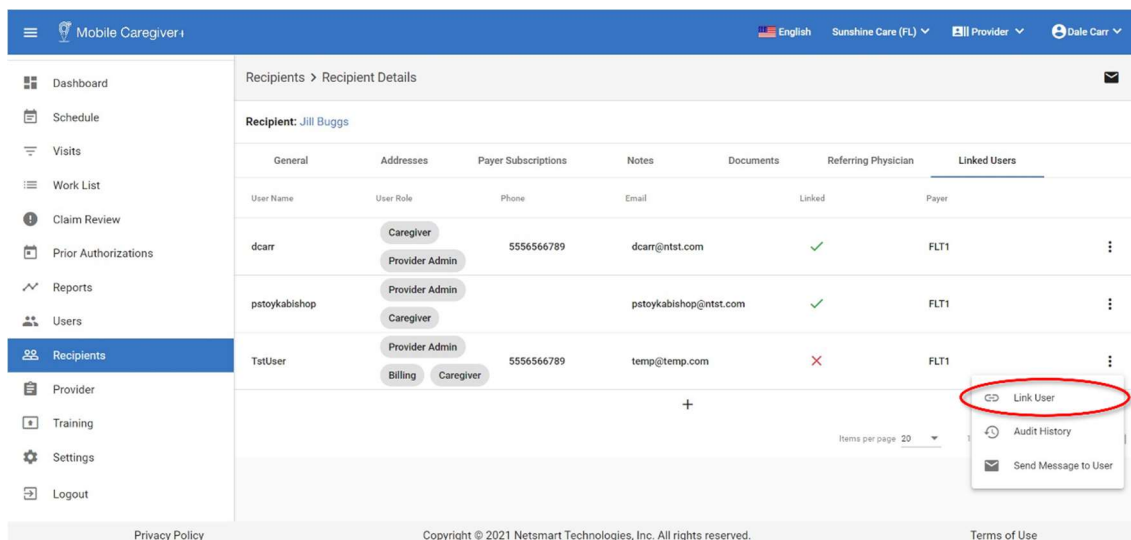 Mobile Caregiver+ English Sunshine Care (FL) Provider Dale Carr
Dashboard
Schedule
Visits
Work List
Claim Review
Prior Authorizations
Reports
Users
Recipients
Provider
Training
Settings
Logout
Recipients > Recipient Details
Recipient: Jill Buggs
General Addresses Payer Subscriptions Notes Documents Referring Physician Linked Users
User Name User Role Phone Email Linked Payer
Caregiver
dcarr 5556566789 dcarr@ntst.com FLT1
Provider Admin
Provider Admin
pstoykabishop pstoykabishop@ntst.com FLT1
Caregiver
Provider Admin
TstUser 5556566789 temp@temp.com FLT1
Billing Caregiver
+
Link User
Audit History
Send Message to User
Items per page 20
Privacy Policy Copyright © 2021 Netsmart Technologies, Inc. All rights reserved. Terms of Use